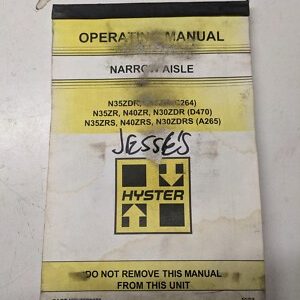 OPERATING MANUAL
NARROW AISLE
N35ZDR, (C264)
N35ZR, N40ZR, N30ZDR (D470)
N35ZRS, N40ZRS, N30ZDRS (A265)
JESSE'S
HYSTER
DO NOT REMOVE THIS MANUAL
FROM THIS UNIT